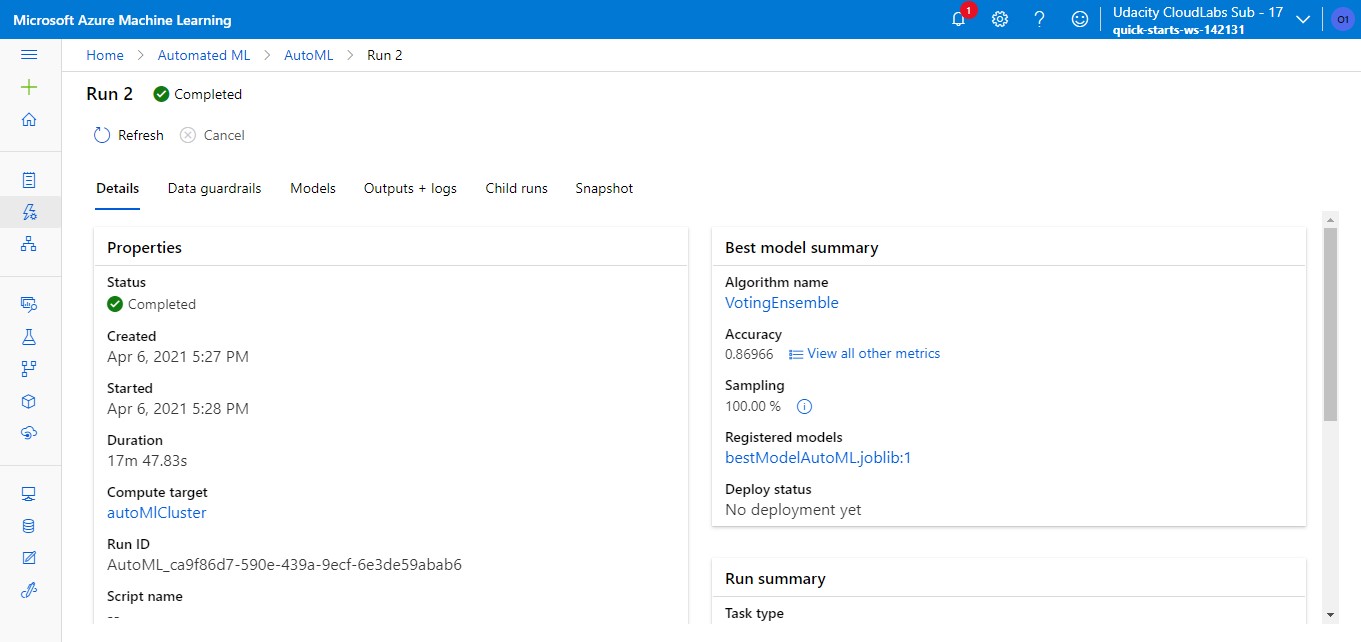 Microsoft Azure Machine Learning
1
Udacity CloudLabs Sub - 17
quick-starts-ws-142131
O1
Home > Automated ML > AutoML > Run 2
Run 2 Completed
Refresh Cancel
Details Data guardrails Models Outputs + logs Child runs Snapshot
Properties
Status
Completed
Created
Apr 6, 2021 5:27 PM
Started
Apr 6, 2021 5:28 PM
Duration
17m 47.83s
Compute target
autoMlCluster
Run ID
AutoML_ca9f86d7-590e-439a-9ecf-6e3de59abab6
Script name
--
Best model summary
Algorithm name
VotingEnsemble
Accuracy
0.86966 View all other metrics
Sampling
100.00 %
Registered models
bestModelAutoML.joblib:1
Deploy status
No deployment yet
Run summary
Task type